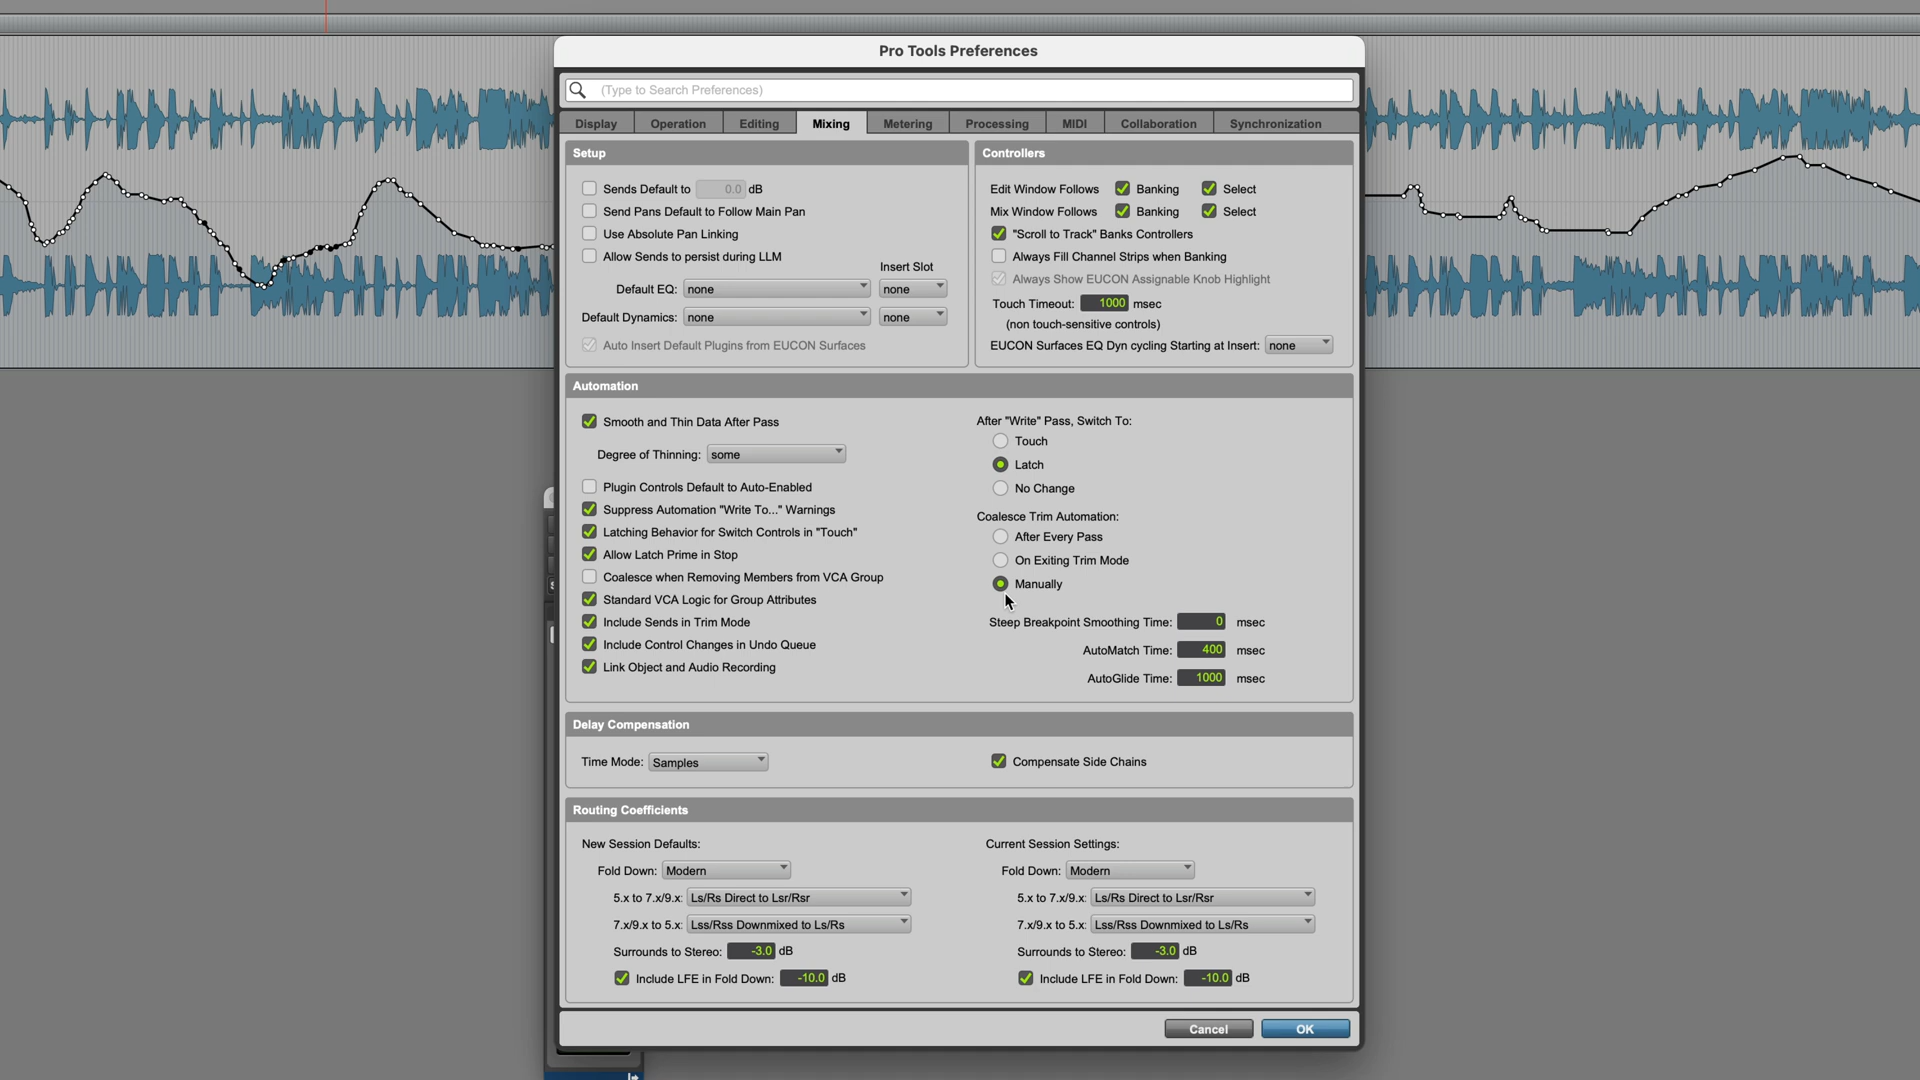 Pro Tools Preferences
(Type to Search Preferences)
Display Operation Editing Mixing Metering Processing MIDI Collaboration Synchronization
Setup
Sends Default to 0.0 dB
Send Pans Default to Follow Main Pan
Use Absolute Pan Linking
Allow Sends to persist during LLM
Insert Slot
Default EQ: none none
Default Dynamics: none none
Auto Insert Default Plugins from EUCON Surfaces
Controllers
Edit Window Follows Banking Select
Mix Window Follows Banking Select
"Scroll to Track" Banks Controllers
Always Fill Channel Strips when Banking
Always Show EUCON Assignable Knob Highlight
Touch Timeout: 1000 msec
(non touch-sensitive controls)
EUCON Surfaces EQ Dyn cycling Starting at Insert: none
Automation
Smooth and Thin Data After Pass
Degree of Thinning: some
Plugin Controls Default to Auto-Enabled
Suppress Automation "Write To..." Warnings
Latching Behavior for Switch Controls in "Touch"
Allow Latch Prime in Stop
Coalesce when Removing Members from VCA Group
Standard VCA Logic for Group Attributes
Include Sends in Trim Mode
Include Control Changes in Undo Queue
Link Object and Audio Recording
After "Write" Pass, Switch To:
Touch
Latch
No Change
Coalesce Trim Automation:
After Every Pass
On Exiting Trim Mode
Manually
Steep Breakpoint Smoothing Time: 0 msec
AutoMatch Time: 400 msec
AutoGlide Time: 1000 msec
Delay Compensation
Time Mode: Samples
Compensate Side Chains
Routing Coefficients
New Session Defaults:
Fold Down: Modern
5.x to 7.x/9.x: Ls/Rs Direct to Lsr/Rsr
7.x/9.x to 5.x: Lss/Rss Downmixed to Ls/Rs
Surrounds to Stereo: -3.0 dB
Include LFE in Fold Down: -10.0 dB
Current Session Settings:
Fold Down: Modern
5.x to 7.x/9.x: Ls/Rs Direct to Lsr/Rsr
7.x/9.x to 5.x: Lss/Rss Downmixed to Ls/Rs
Surrounds to Stereo: -3.0 dB
Include LFE in Fold Down: -10.0 dB
Cancel OK